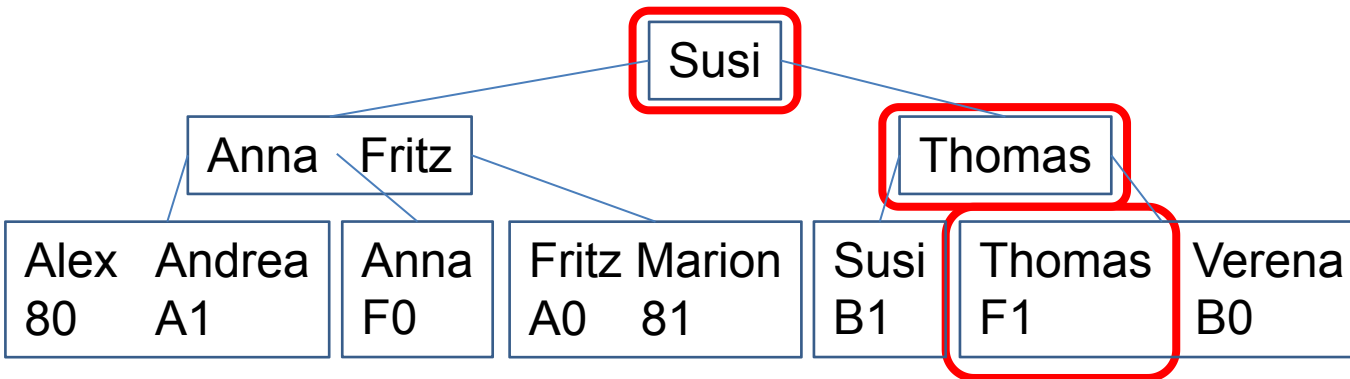 Susi
Anna Fritz
Thomas
Alex Andrea
80 A1
Anna
F0
Fritz Marion
A0 81
Susi
B1
Thomas Verena
F1 B0